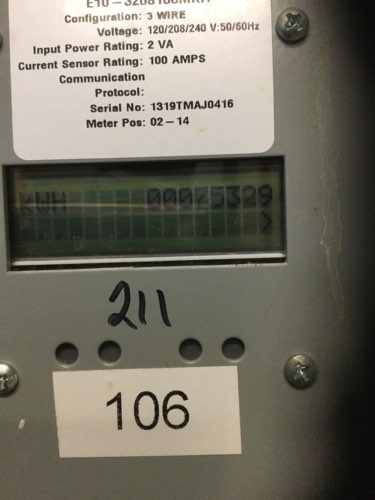 Configuration: 3 WIRE
Voltage: 120/208/240 V:50/60Hz
Input Power Rating: 2 VA
Current Sensor Rating: 100 AMPS
Communication
Protocol:
Serial No: 1319TMAJ0416
Meter Pos: 02-14
KWH 00075329
>
211
106